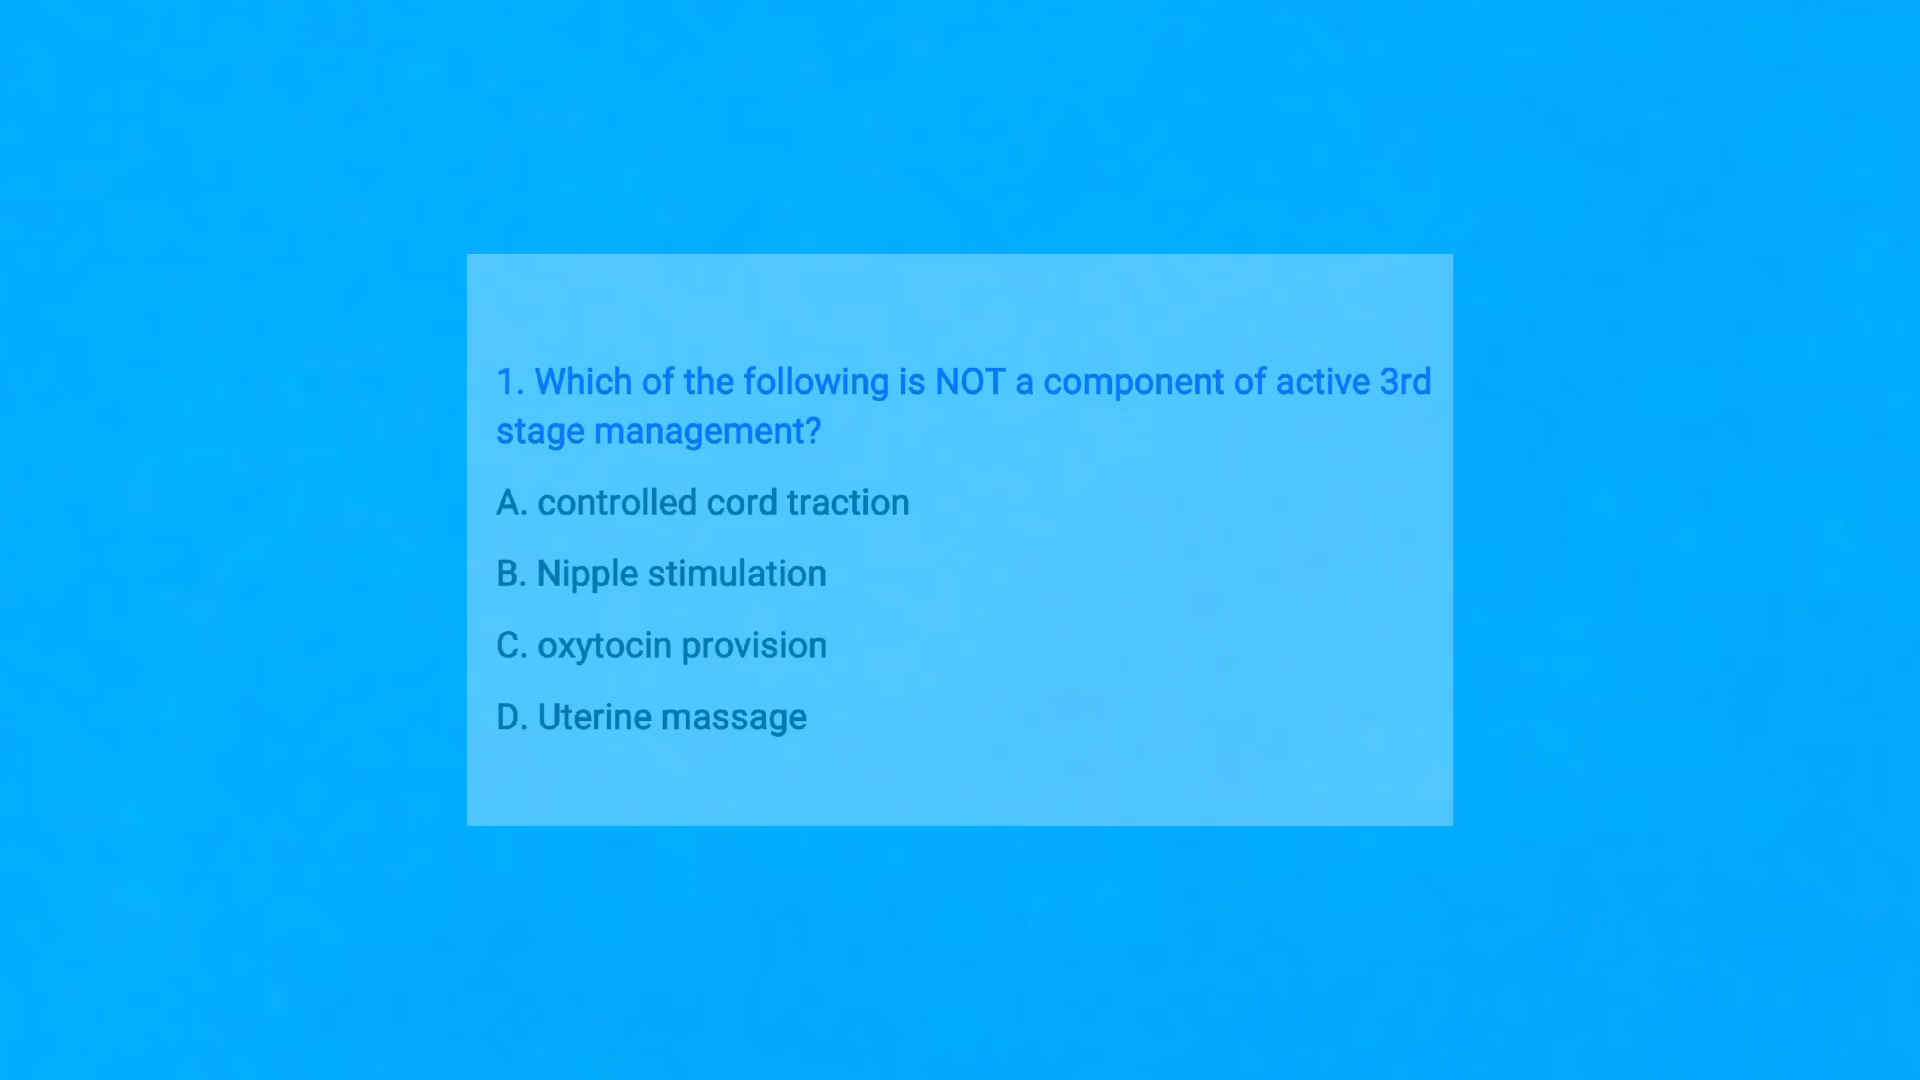 1. Which of the following is NOT a component of active 3rd
stage management?
A. controlled cord traction
B. Nipple stimulation
C. oxytocin provision
D. Uterine massage